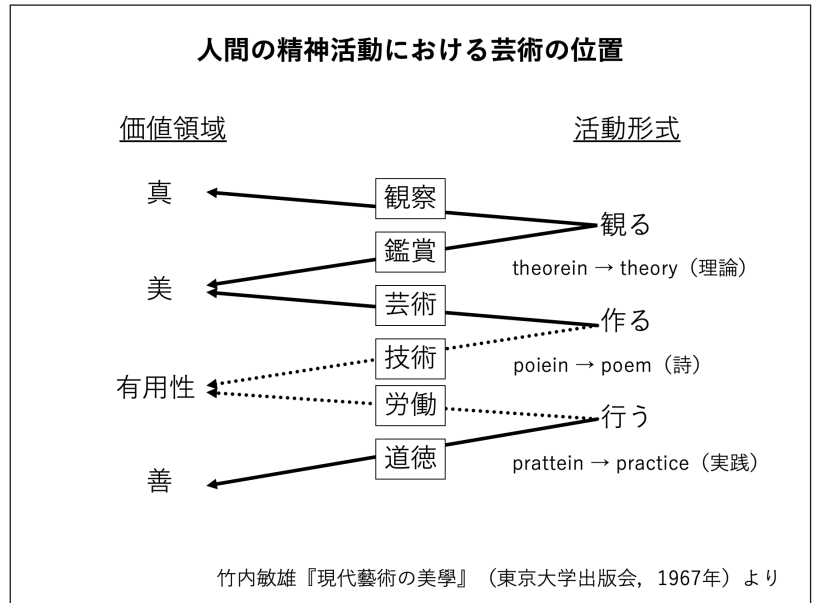 人間の精神活動における芸術の位置
価値領域
活動形式
真
観察
観る
鑑賞
theorein → theory（理論）
美
芸術
作る
技術
poiein → poem（詩）
有用性
労働
行う
道徳
prattein → practice（実践）
善
竹内敏雄『現代藝術の美學』（東京大学出版会，1967年）より